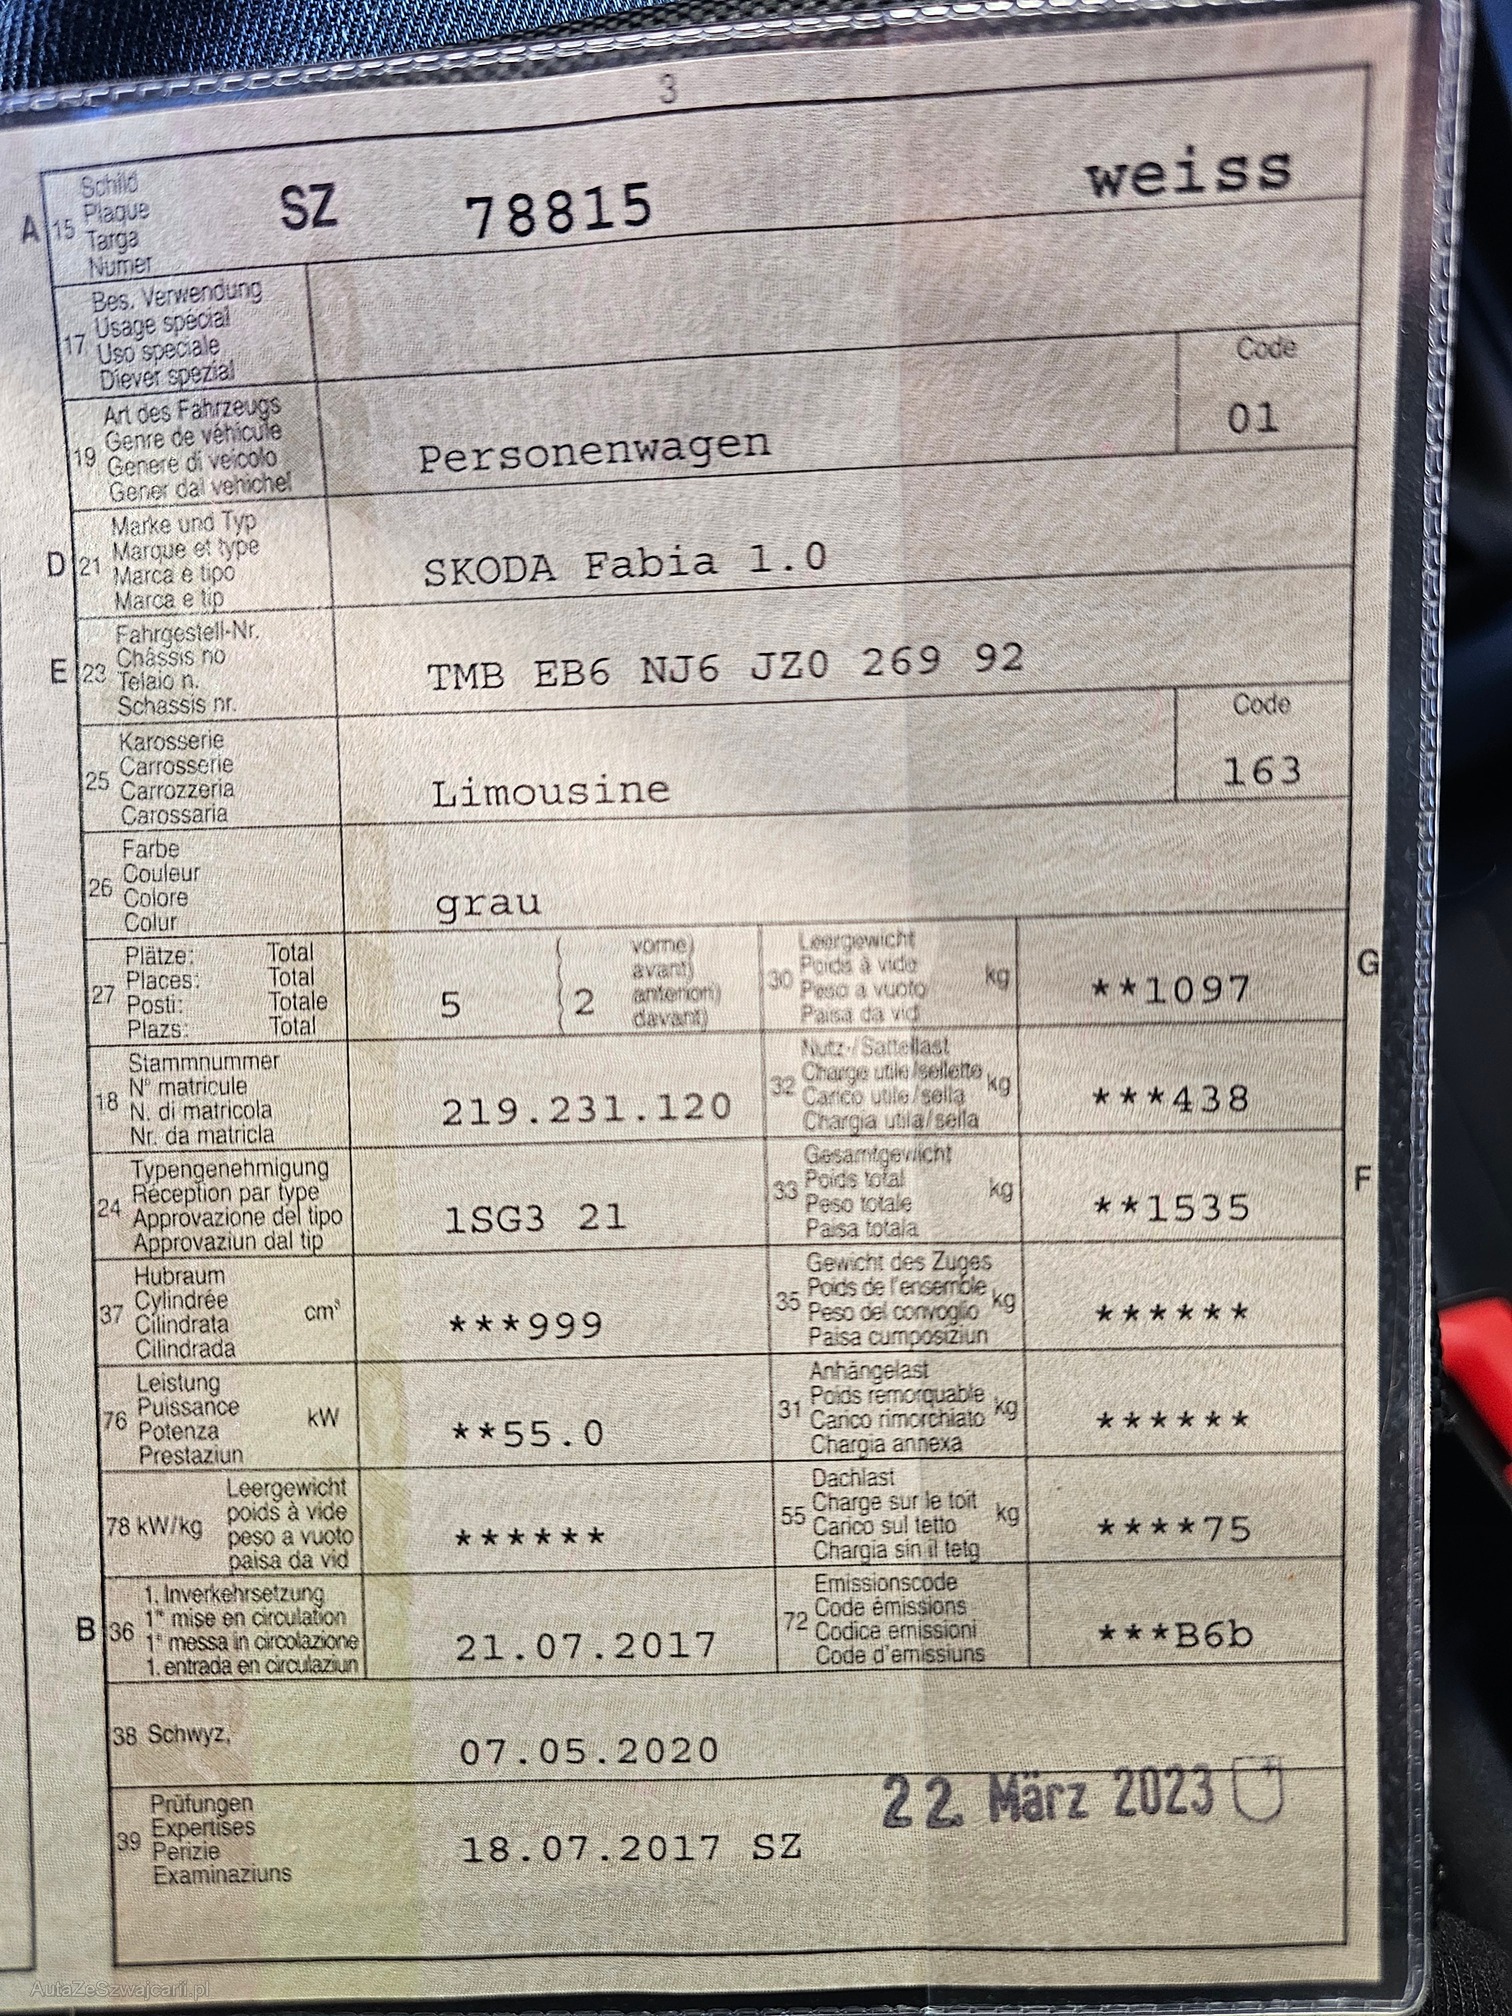 3
A 15 Schild
Plaque
Targa
Numer
SZ 78815 weiss
17 Bes. Verwendung
Usage spécial
Uso speciale
Diever spezial
19 Art des Fahrzeugs
Genre de véhicule
Genere di veicolo
Gener dal vehichel
Personenwagen
Code
01
D 21 Marke und Typ
Marque et type
Marca e tipo
Marca e tip
SKODA Fabia 1.0
E 23 Fahrgestell-Nr.
Châssis no
Telaio n.
Schassis nr.
TMB EB6 NJ6 JZ0 269 92
25 Karosserie
Carrosserie
Carrozzeria
Carossaria
Limousine
Code
163
26 Farbe
Couleur
Colore
Colur
grau
27 Plätze: Total
Places: Total
Posti: Totale
Plazs: Total
5 2
vorne)
avant)
anteriori)
davant)
30 Leergewicht
Poids à vide
Peso a vuoto
Paisa da vid
kg
**1097
G
18 Stammnummer
N° matricule
N. di matricola
Nr. da matricla
219.231.120
32 Nutz-/Sattellast
Charge utile/sellette
Carico utile/sella
Chargia utila/sella
kg
***438
24 Typengenehmigung
Réception par type
Approvazione del tipo
Approvaziun dal tip
1SG3 21
33 Gesamtgewicht
Poids total
Peso totale
Paisa totala
kg
**1535
F
37 Hubraum
Cylindrée
Cilindrata
Cilindrada
cm³
***999
35 Gewicht des Zuges
Poids de l'ensemble
Peso del convoglio
Paisa cumposiziun
kg
******
76 Leistung
Puissance
Potenza
Prestaziun
kW
**55.0
31 Anhängelast
Poids remorquable
Carico rimorchiato
Chargia annexa
kg
******
78 kW/kg
Leergewicht
poids à vide
peso a vuoto
paisa da vid
******
55 Dachlast
Charge sur le toit
Carico sul tetto
Chargia sin il tetg
kg
****75
B 36 1. Inverkehrsetzung
1re mise en circulation
1a messa in circolazione
1. entrada en circulaziun
21.07.2017
72 Emissionscode
Code émissions
Codice emissioni
Code d'emissiuns
***B6b
38 Schwyz,
07.05.2020
22. März 2023
39 Prüfungen
Expertises
Perizie
Examinaziuns
18.07.2017 SZ
AutaZeSzwajcarii.pl